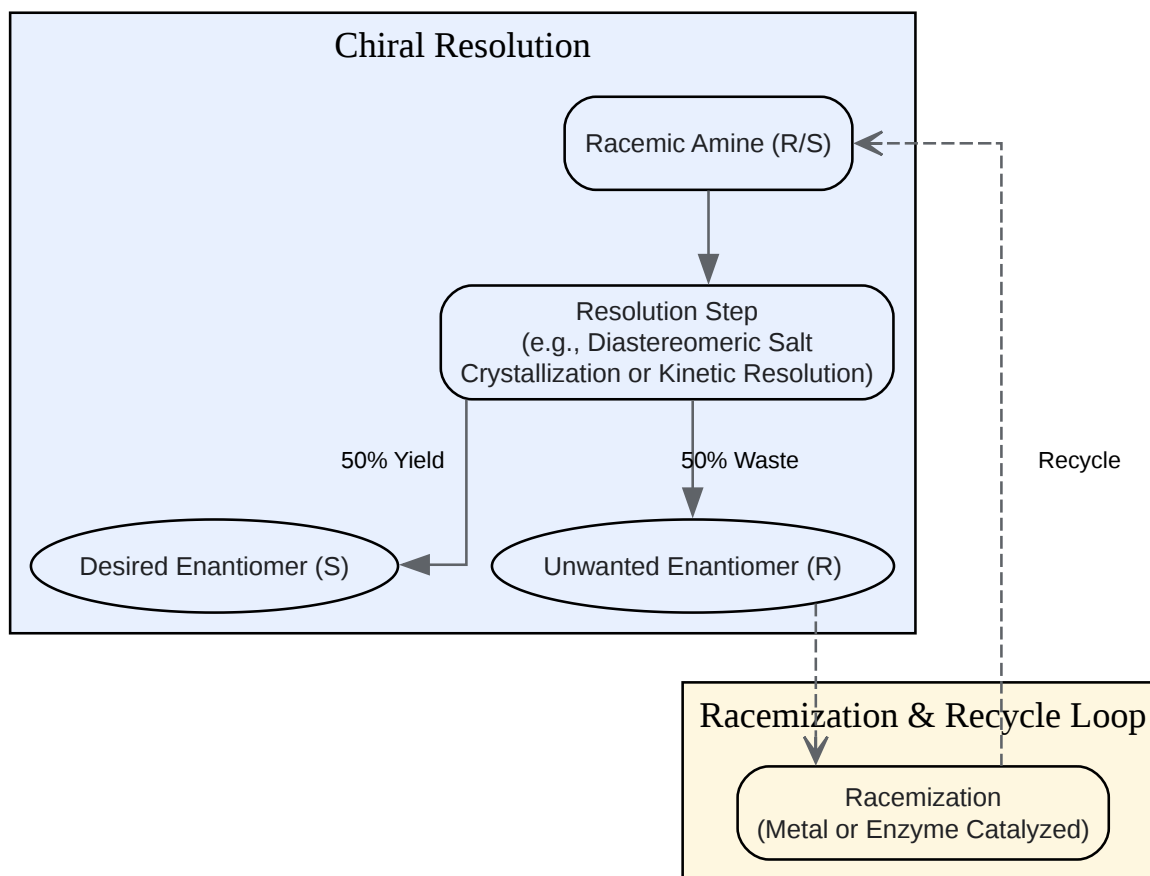 Chiral Resolution
Racemic Amine (R/S)
Resolution Step
(e.g., Diastereomeric Salt
Crystallization or Kinetic Resolution)
50% Yield
50% Waste
Recycle
Desired Enantiomer (S)
Unwanted Enantiomer (R)
Racemization & Recycle Loop
Racemization
(Metal or Enzyme Catalyzed)